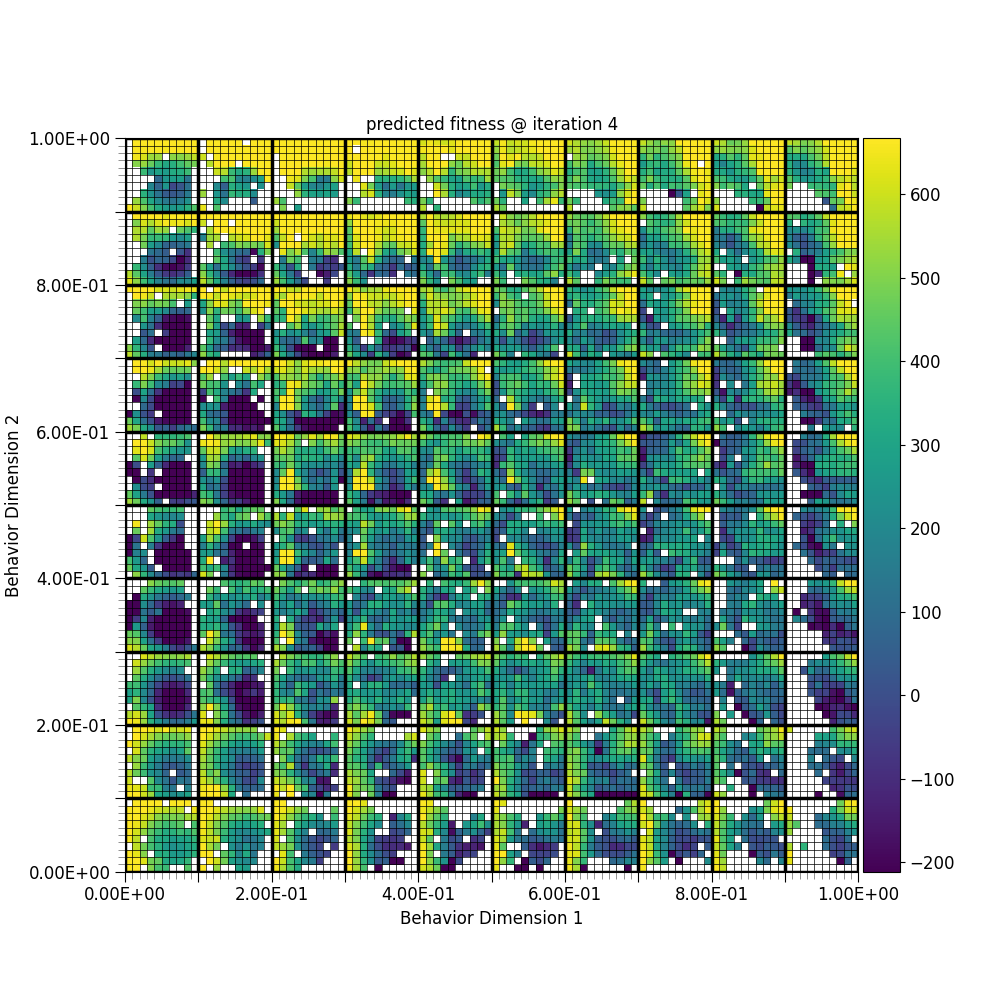 predicted fitness @ iteration 4
1.00E+00
8.00E-01
6.00E-01
4.00E-01
2.00E-01
0.00E+00
Behavior Dimension 2
0.00E+00 2.00E-01 4.00E-01 6.00E-01 8.00E-01 1.00E+00
Behavior Dimension 1
600
500
400
300
200
100
0
−100
−200